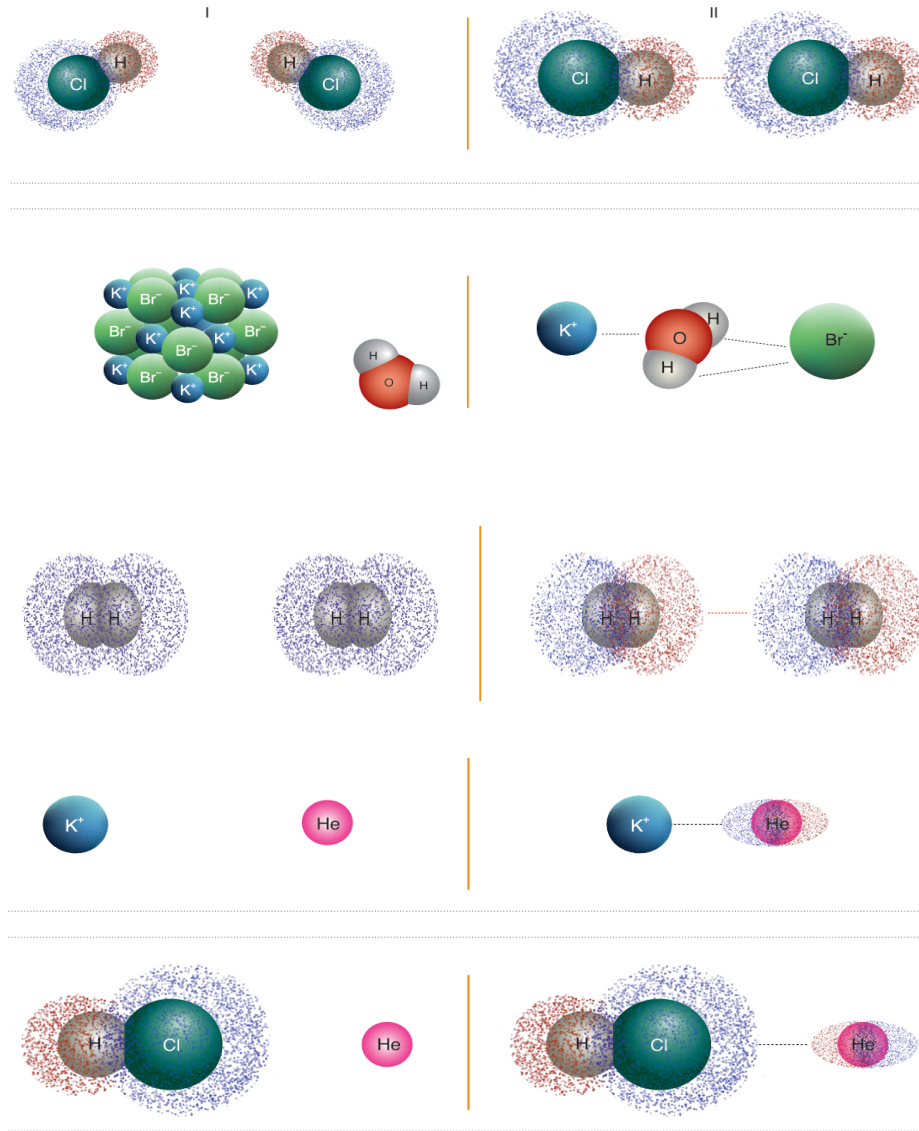 I II
Cl H H Cl Cl H Cl H
K⁺ Br⁻ K⁺ Br⁻ K⁺
K⁺
Br⁻ K⁺ Br⁻ K⁺ Br⁻
K⁺ Br⁻ K⁺ Br⁻ K⁺
H O H
K⁺ H O H Br⁻
H H H H H H H H
K⁺ He K⁺ He
H Cl He H Cl He